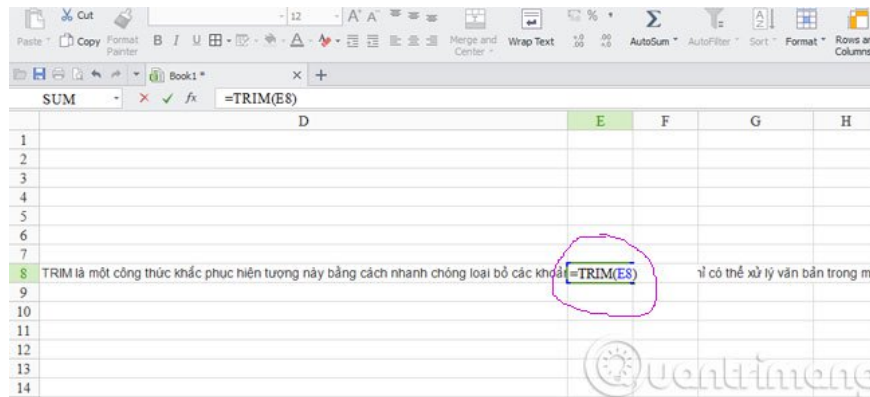 Cut
12
A A
%
Σ
Paste Copy Format Painter B I U A Merge and Center Wrap Text AutoSum AutoFilter Sort Format Rows and Columns
Book1 * × +
SUM × ✓ fx =TRIM(E8)
D E F G H
1
2
3
4
5
6
7
8 TRIM là một công thức khắc phục hiện tượng này bằng cách nhanh chóng loại bỏ các =TRIM(E8) có thể xử lý văn bản trong
9
10
11
12
13
14
Quantrimang